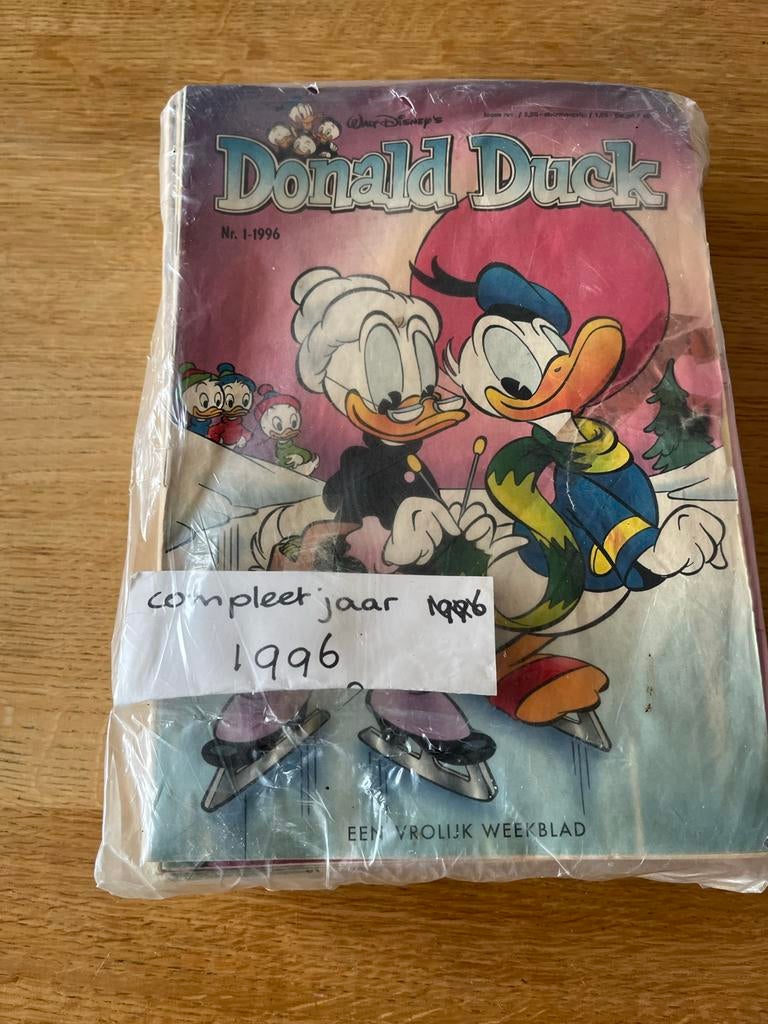 WALT DISNEY'S
Donald Duck
Nr. 1-1996
compleet jaar
1996
EEN VROLIJK WEEKBLAD